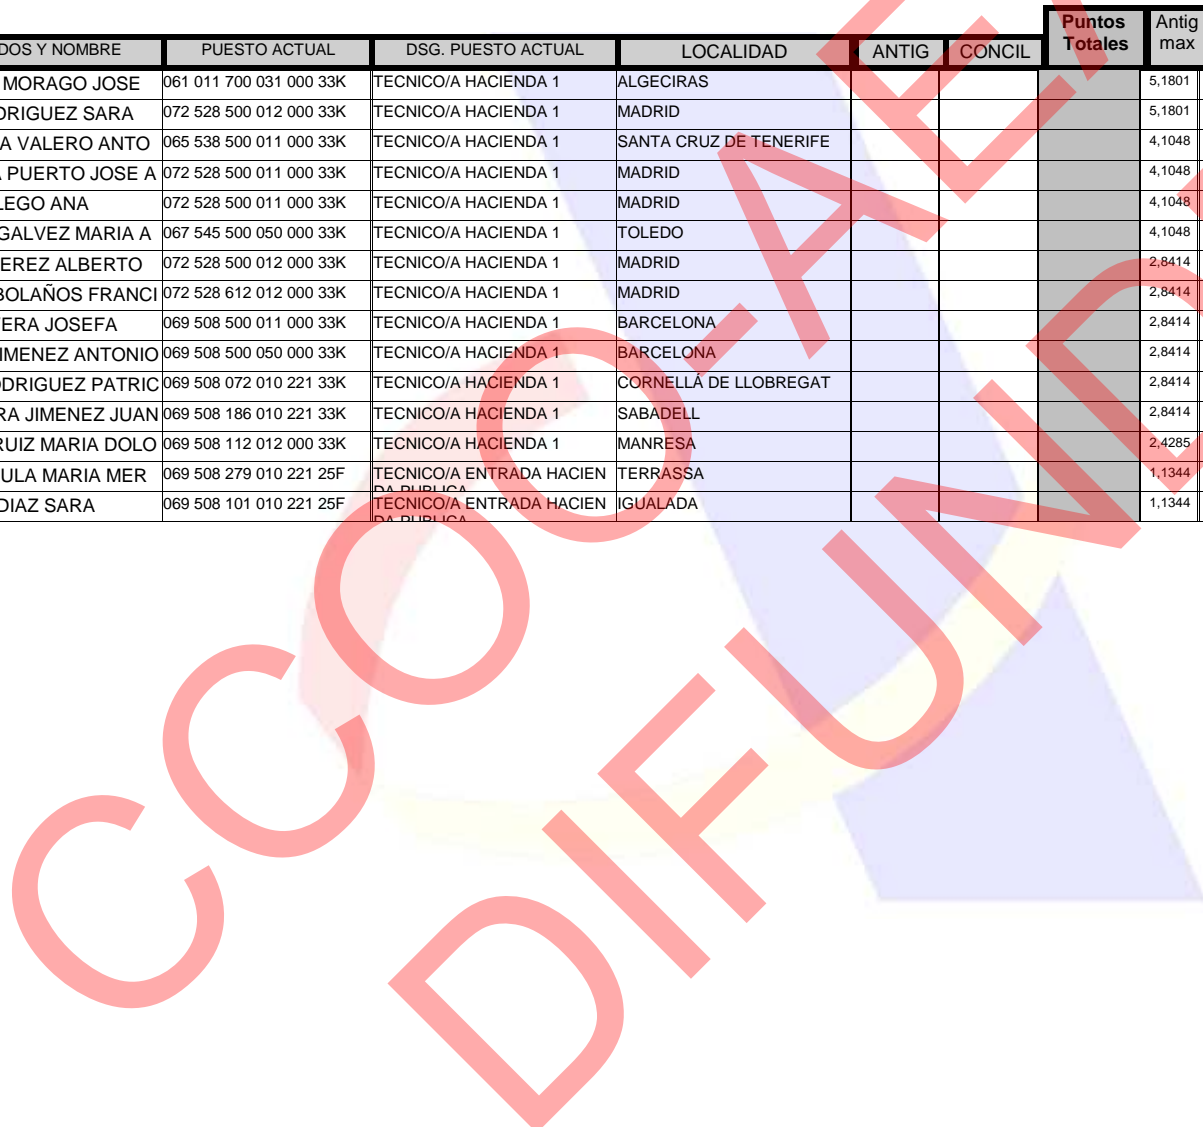 Puntos Antig
DOS Y NOMBRE PUESTO ACTUAL DSG. PUESTO ACTUAL LOCALIDAD ANTIG CONCIL Totales max
MORAGO JOSE 061 011 700 031 000 33K TECNICO/A HACIENDA 1 ALGECIRAS 5,1801
DRIGUEZ SARA 072 528 500 012 000 33K TECNICO/A HACIENDA 1 MADRID 5,1801
A VALERO ANTO 065 538 500 011 000 33K TECNICO/A HACIENDA 1 SANTA CRUZ DE TENERIFE 4,1048
PUERTO JOSE A 072 528 500 011 000 33K TECNICO/A HACIENDA 1 MADRID 4,1048
LEGO ANA 072 528 500 011 000 33K TECNICO/A HACIENDA 1 MADRID 4,1048
GALVEZ MARIA A 067 545 500 050 000 33K TECNICO/A HACIENDA 1 TOLEDO 4,1048
EREZ ALBERTO 072 528 500 012 000 33K TECNICO/A HACIENDA 1 MADRID 2,8414
BOLAÑOS FRANCI 072 528 612 012 000 33K TECNICO/A HACIENDA 1 MADRID 2,8414
ERA JOSEFA 069 508 500 011 000 33K TECNICO/A HACIENDA 1 BARCELONA 2,8414
IMENEZ ANTONIO 069 508 500 050 000 33K TECNICO/A HACIENDA 1 BARCELONA 2,8414
DRIGUEZ PATRIC 069 508 072 010 221 33K TECNICO/A HACIENDA 1 CORNELLÁ DE LLOBREGAT 2,8414
RA JIMENEZ JUAN 069 508 186 010 221 33K TECNICO/A HACIENDA 1 SABADELL 2,8414
RUIZ MARIA DOLO 069 508 112 012 000 33K TECNICO/A HACIENDA 1 MANRESA 2,4285
ULA MARIA MER 069 508 279 010 221 25F TECNICO/A ENTRADA HACIEN TERRASSA 1,1344
DA PUBLICA
DIAZ SARA 069 508 101 010 221 25F TECNICO/A ENTRADA HACIEN IGUALADA 1,1344
DA PUBLICA
CCOO-AEA
DIFUND